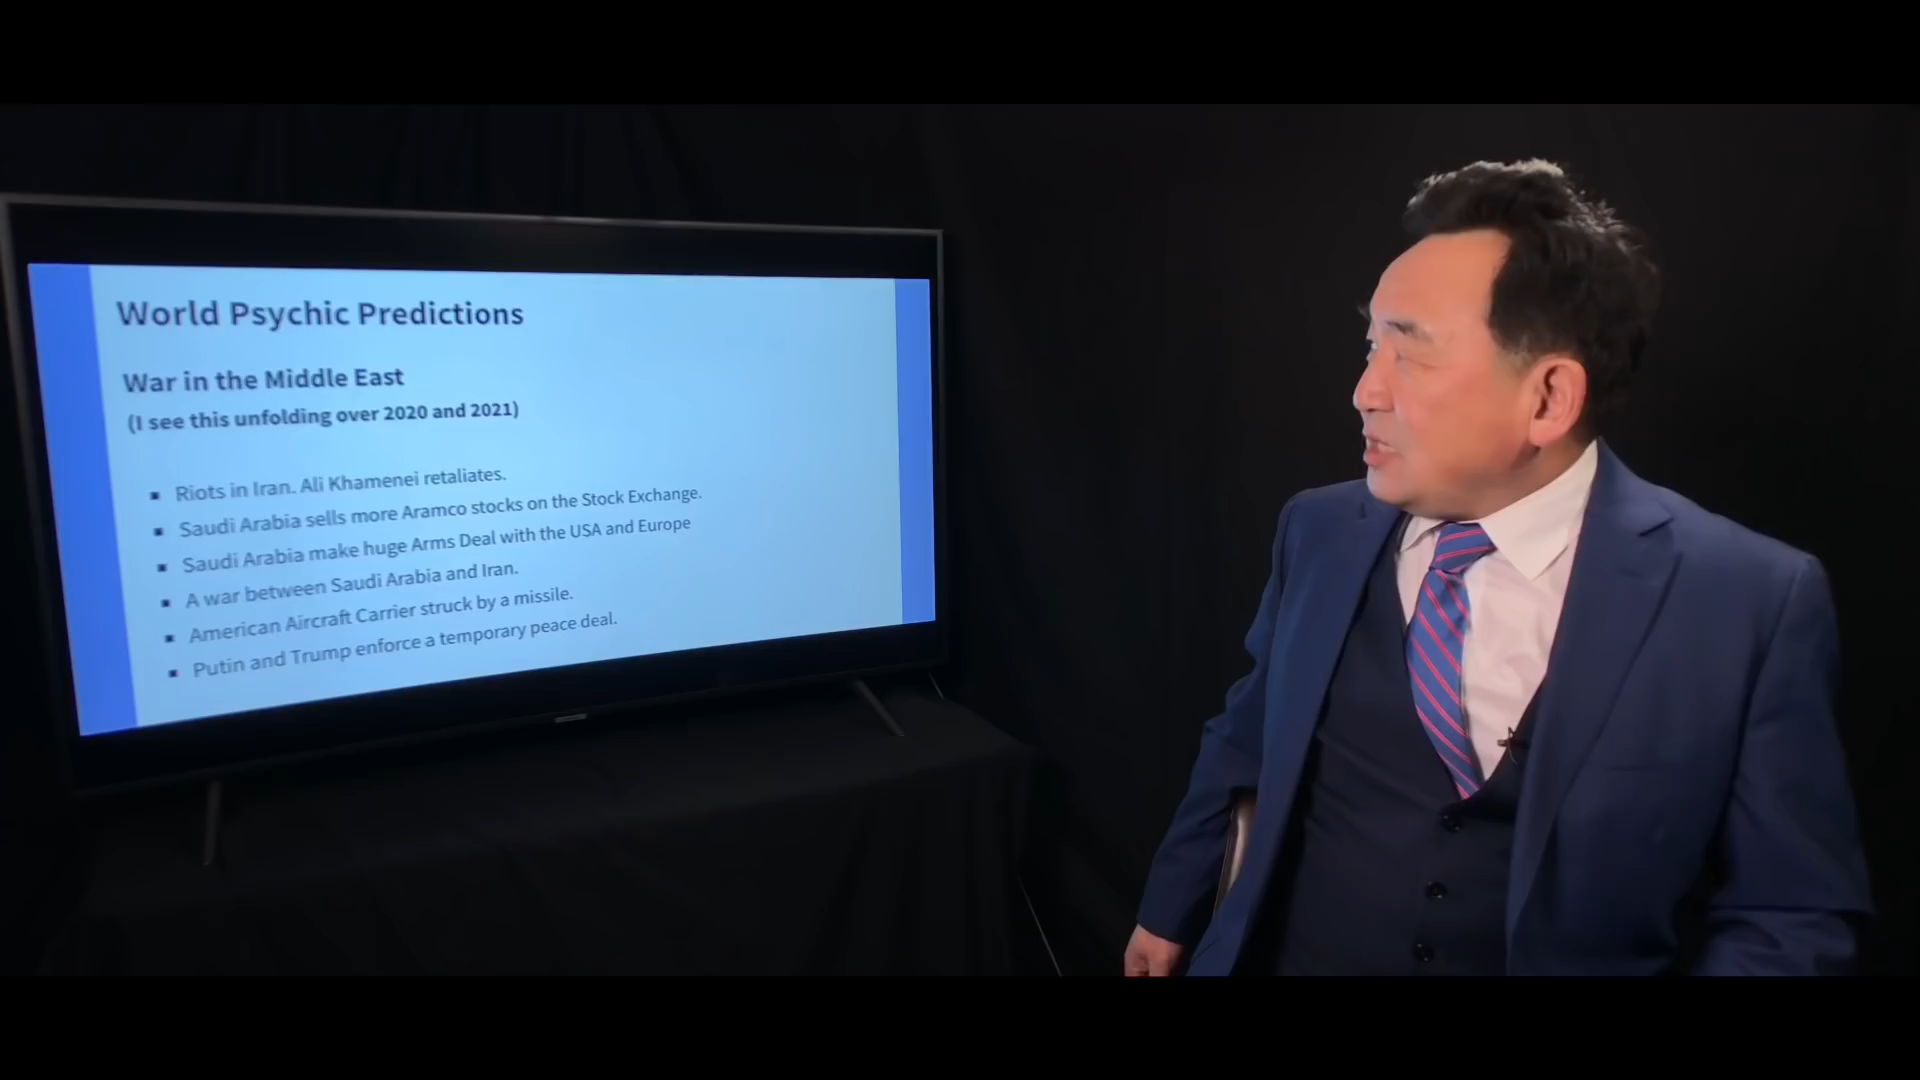 World Psychic Predictions
War in the Middle East
(I see this unfolding over 2020 and 2021)
▪ Riots in Iran. Ali Khamenei retaliates.
▪ Saudi Arabia sells more Aramco stocks on the Stock Exchange.
▪ Saudi Arabia make huge Arms Deal with the USA and Europe
▪ A war between Saudi Arabia and Iran.
▪ American Aircraft Carrier struck by a missile.
▪ Putin and Trump enforce a temporary peace deal.